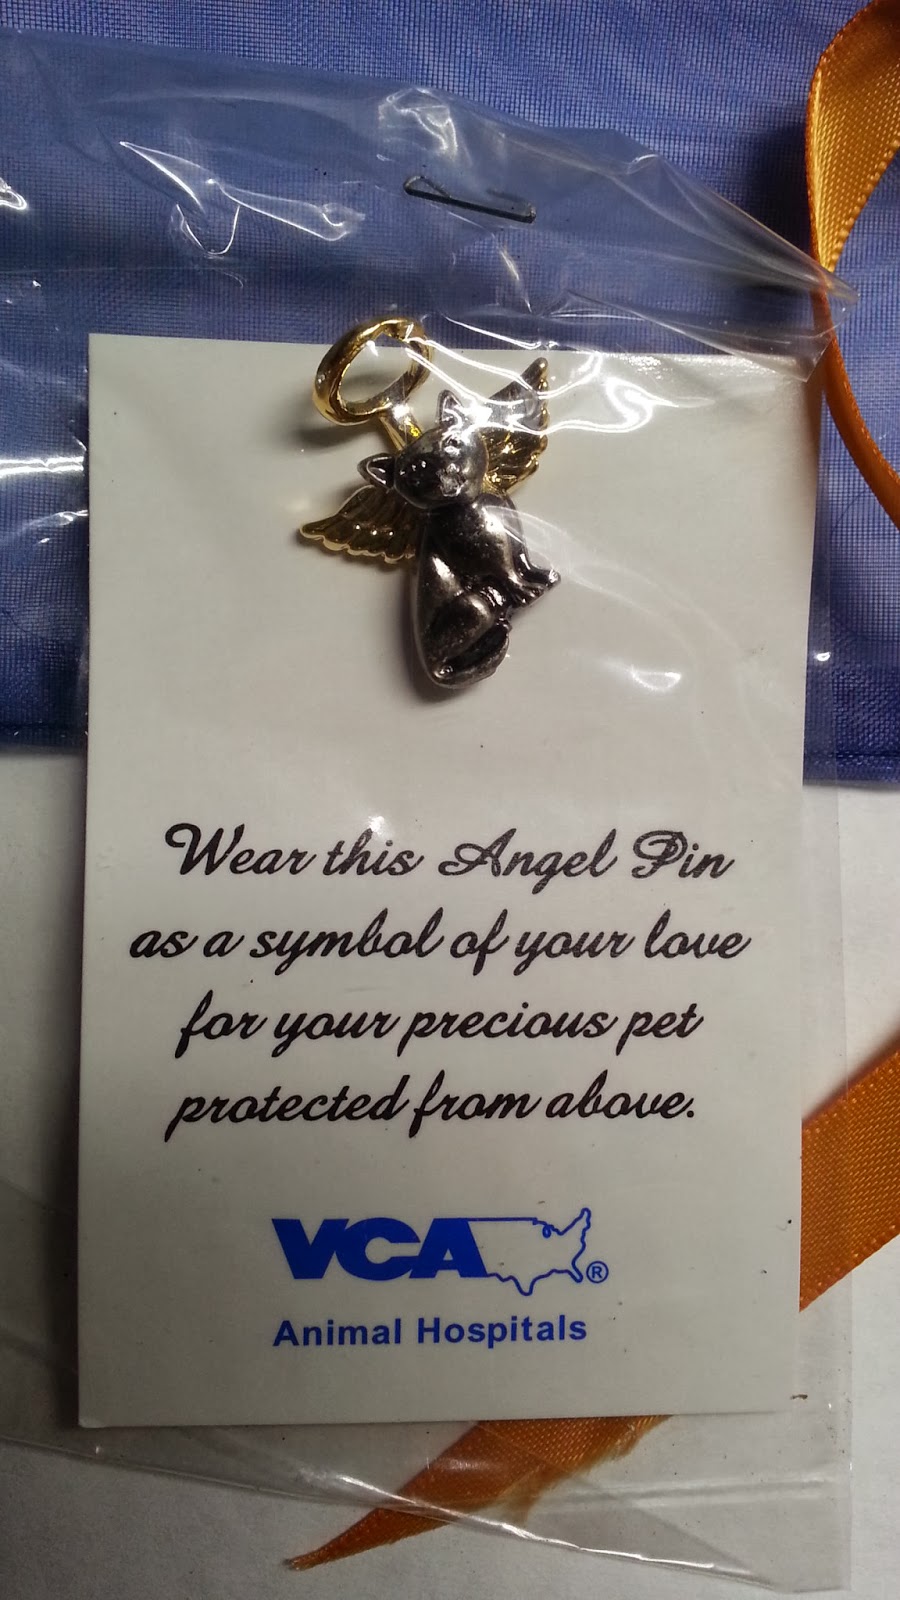 Wear this Angel Pin
as a symbol of your love
for your precious pet
protected from above.
VCA®
Animal Hospitals